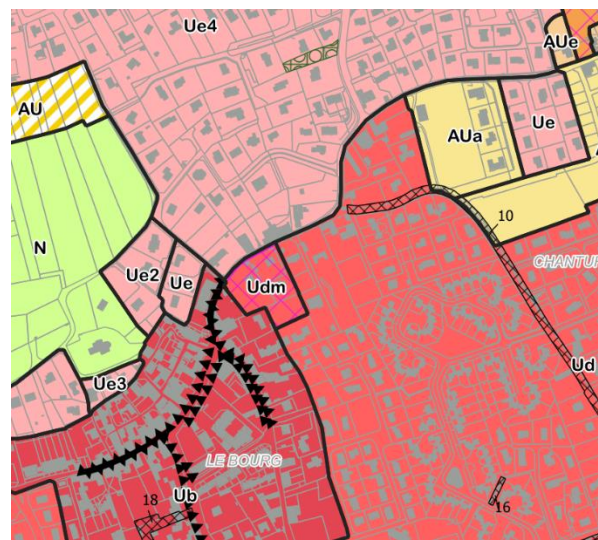 Ue4
AUe
AU
AUa
Ue
N
10
Ue2
Ue
Udm
CHANTU
Ud
Ue3
LE BOURG
18
Ub
16